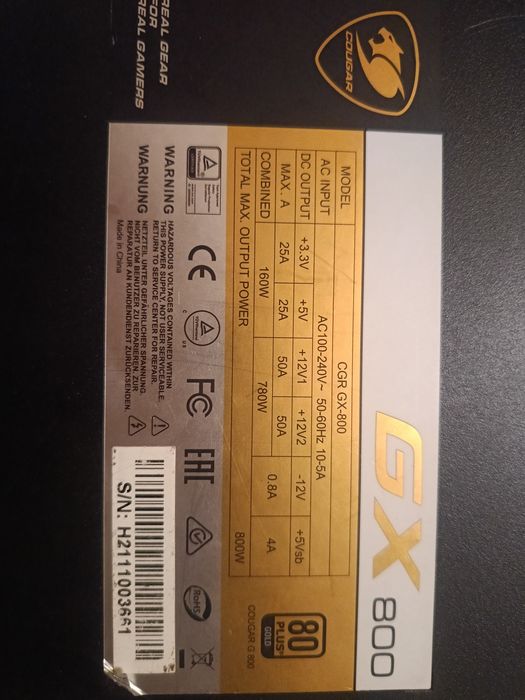 COUGAR
REAL GEAR
FOR
REAL GAMERS
GX 800
MODEL CGR GX-800
AC INPUT AC100-240V~ 50-60Hz 10-5A
DC OUTPUT +3.3V +5V +12V1 +12V2 -12V +5Vsb
MAX. A 25A 25A 50A 50A 0.8A 4A
COMBINED 160W 780W
TOTAL MAX. OUTPUT POWER 800W
80
PLUS
GOLD
COUGAR G 800
CE
FC
EAC
RoHS
WARNING HAZARDOUS VOLTAGES CONTAINED WITHIN
THIS POWER SUPPLY, NOT USER SERVICEABLE.
RETURN TO SERVICE CENTER FOR REPAIR.
WARNUNG NETZTEIL UNTER GEFÄHRLICHER SPANNUNG.
NICHT VOM BENUTZER ZU REPARIEREN. ZUR
REPARATUR AN KUNDENDIENST ZURÜCKSENDEN.
Made in China
S/N: H2111003661